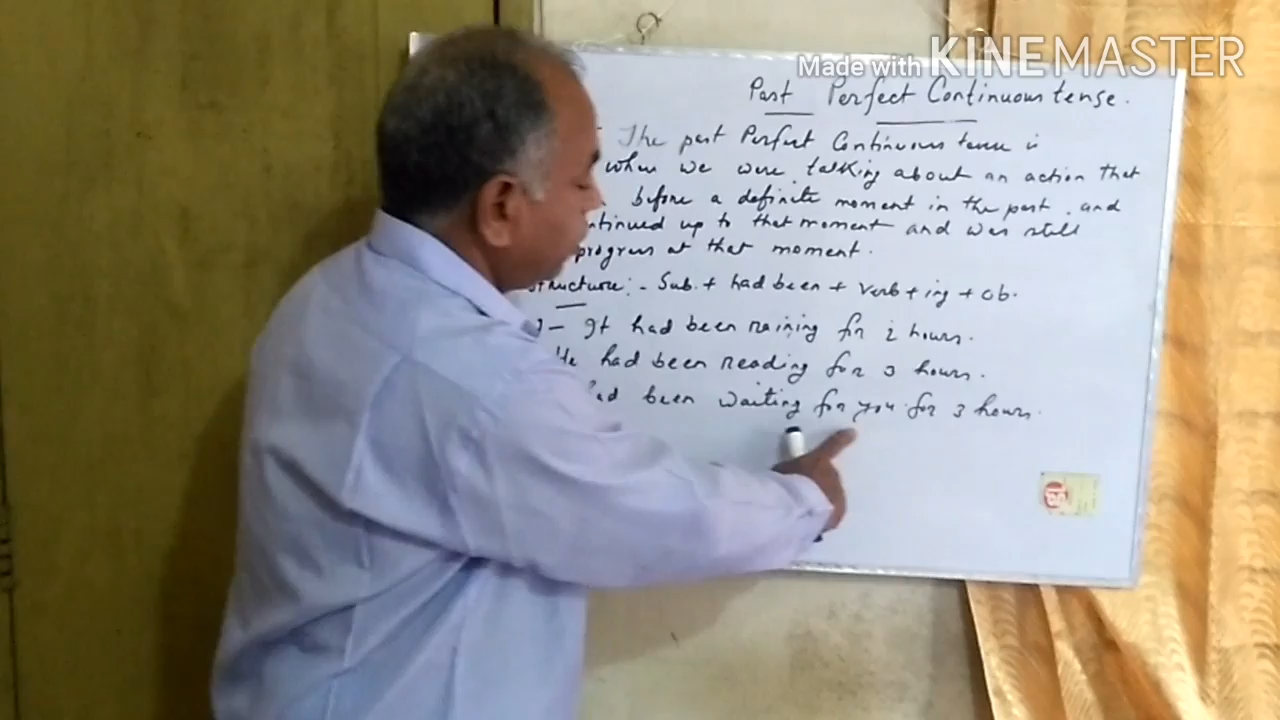 Made with KINEMASTER
Past Perfect Continuous tense.
The past Perfect Continuous tense is
when we were talking about an action that
before a definite moment in the past. and
ntinued up to that moment and was still
progress at that moment.
structure:- Sub. + had been + verb + ing + ob.
It had been raining for 2 hours.
He had been reading for 3 hours.
had been waiting for you for 3 hours.